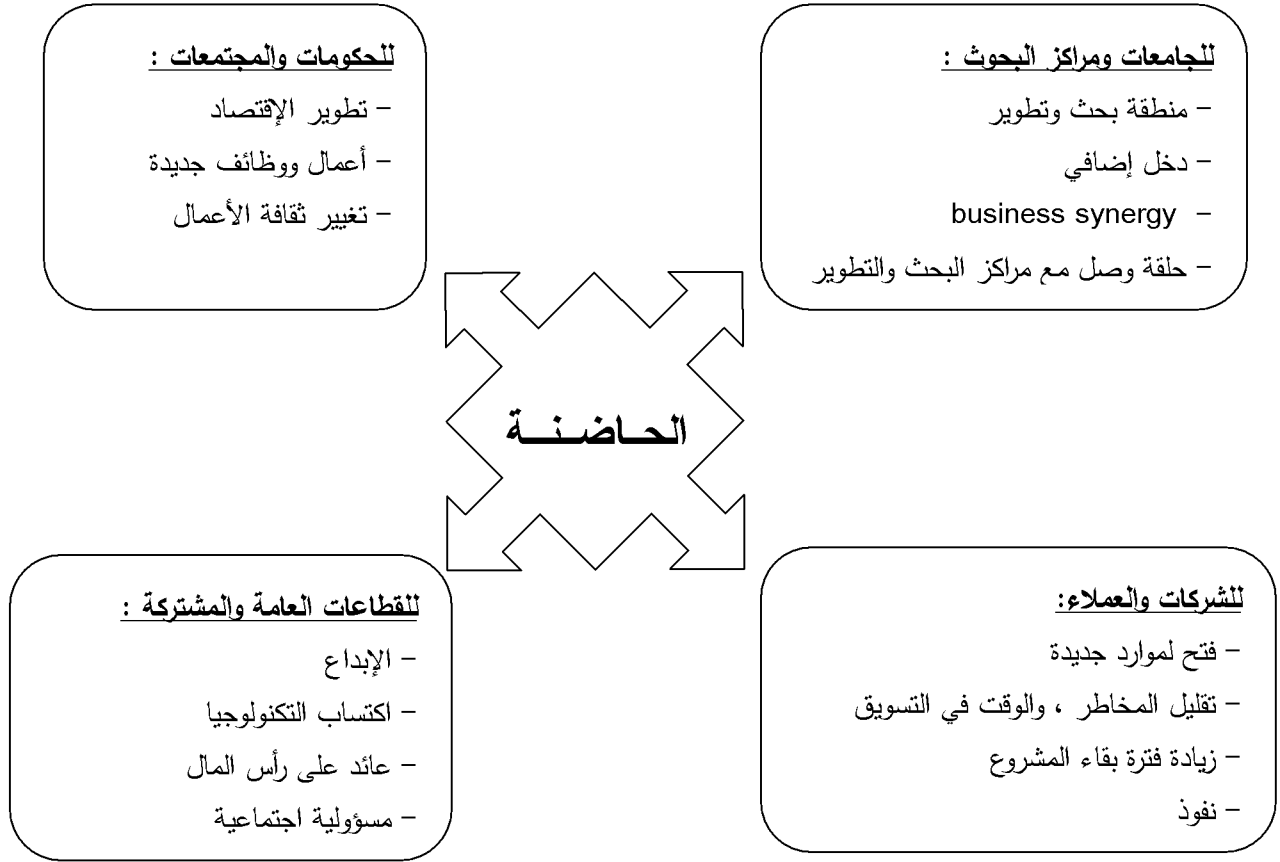 للجامعات ومراكز البحوث :
– منطقة بحث وتطوير
– دخل إضافي
– business synergy
– حلقة وصل مع مراكز البحث والتطوير
للحكومات والمجتمعات :
– تطوير الإقتصاد
– أعمال ووظائف جديدة
– تغيير ثقافة الأعمال
الحـاضـنـة
للشركات والعملاء:
– فتح لموارد جديدة
– تقليل المخاطر ، والوقت في التسويق
– زيادة فترة بقاء المشروع
– نفوذ
للقطاعات العامة والمشتركة :
– الإبداع
– اكتساب التكنولوجيا
– عائد على رأس المال
– مسؤولية اجتماعية